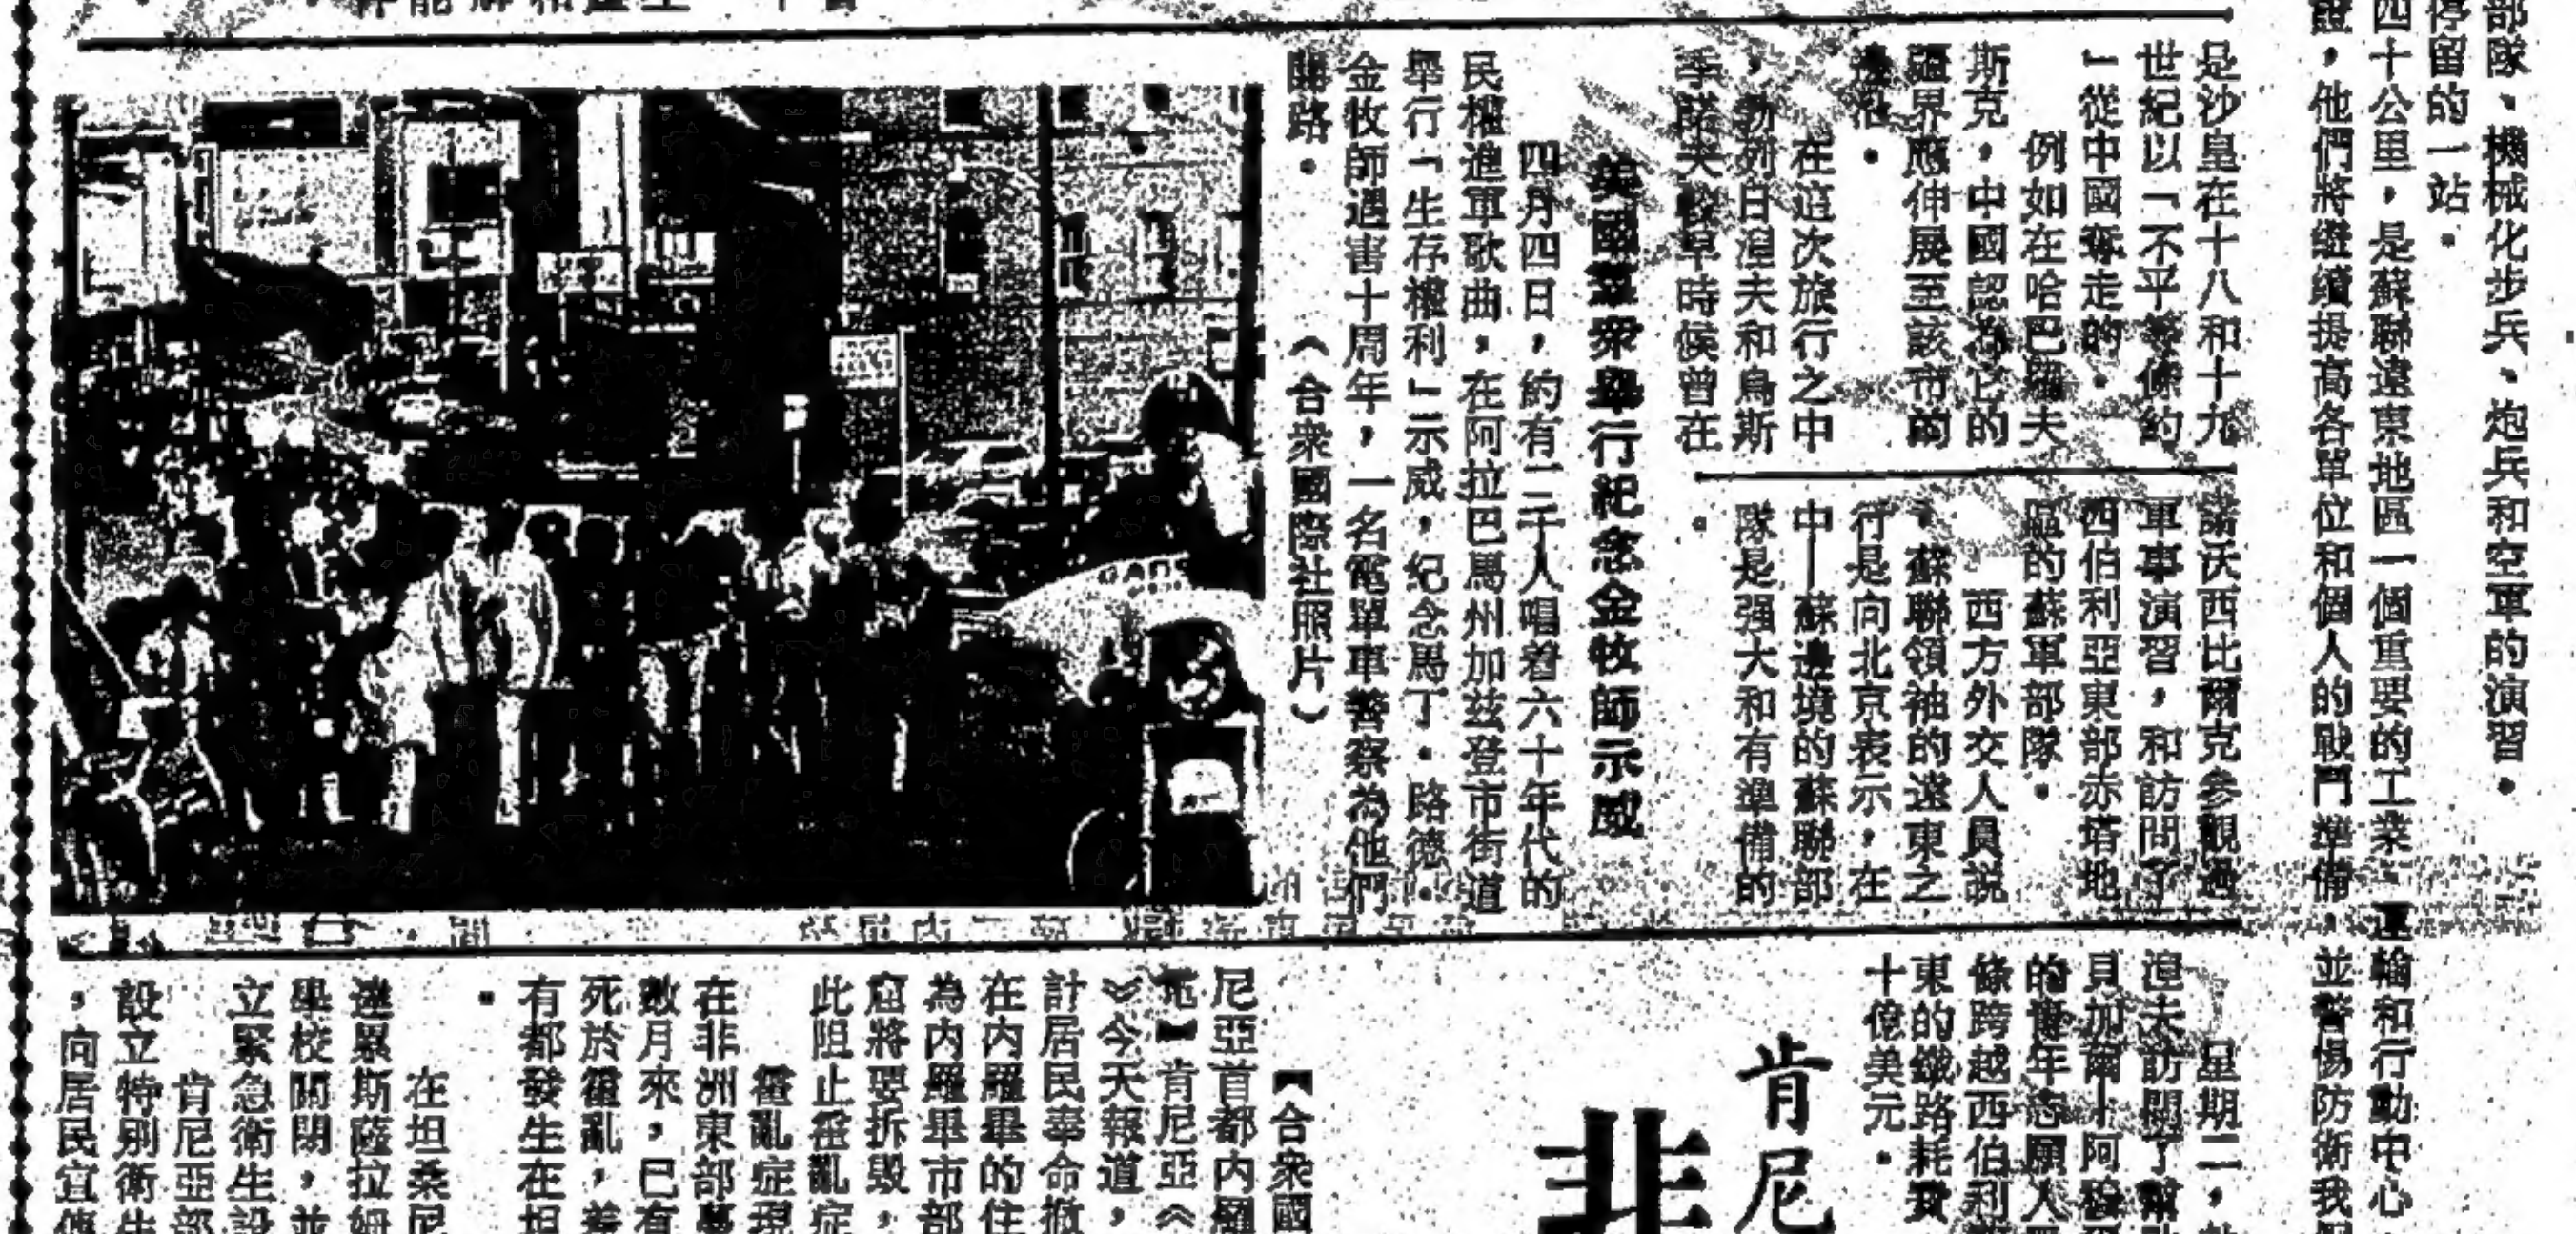 部隊、機械化步兵、炮兵和空軍的演習。
停留的一站。
四十公里，是蘇聯遠東地區一個重要的工業、運輸和行動中心
證，他們將繼續提高各單位和個人的戰鬥準備，並警惕防衛我
是沙皇在十八和十九
世紀以「不平等條約
」從中國奪走的。
例如在哈巴羅夫
斯克，中國認為它的
疆界應伸展至該市的
邊沿。
在這次旅行之中
，勃列日湼夫和烏斯
季諾夫較早時候曾在
諾沃西比爾克參觀過
軍事演習，和訪問了
西伯利亞東部赤塔地
區的蘇軍部隊。
西方外交人員說
，蘇聯領袖的遠東之
行是向北京表示，在
中—蘇邊境的蘇聯部
隊是强大和有準備的
。
美國羣衆舉行紀念金牧師示威
四月四日，約有二三千人唱着六十年代的
民權進軍歌曲，在阿拉巴馬州加兹登市街道
舉行「生存權利」示威，纪念馬丁·路德·
金牧師遇害十周年，一名電單車警察為他們
開路。 （合衆國際社照片）
星期二，
湼夫訪問了
貝加爾—阿
的青年志願人
條跨越西伯利
東的鐵路耗資
十億美元。
肯尼
非
【合衆國
尼亞首都內羅
電】肯尼亞《
》今天報道，
計居民奉命撤
在內羅畢的住
為內羅畢市部
窟將要拆毀，
此阻止霍亂症
霍亂症現
在非洲東部蔓
數月來，已有
死於霍亂，差
有都發生在坦
。
在坦桑尼
達累斯薩拉姆
學校關閉，並
立緊急衛生設
肯尼亞部
設立特別衛生
，向居民宣傳